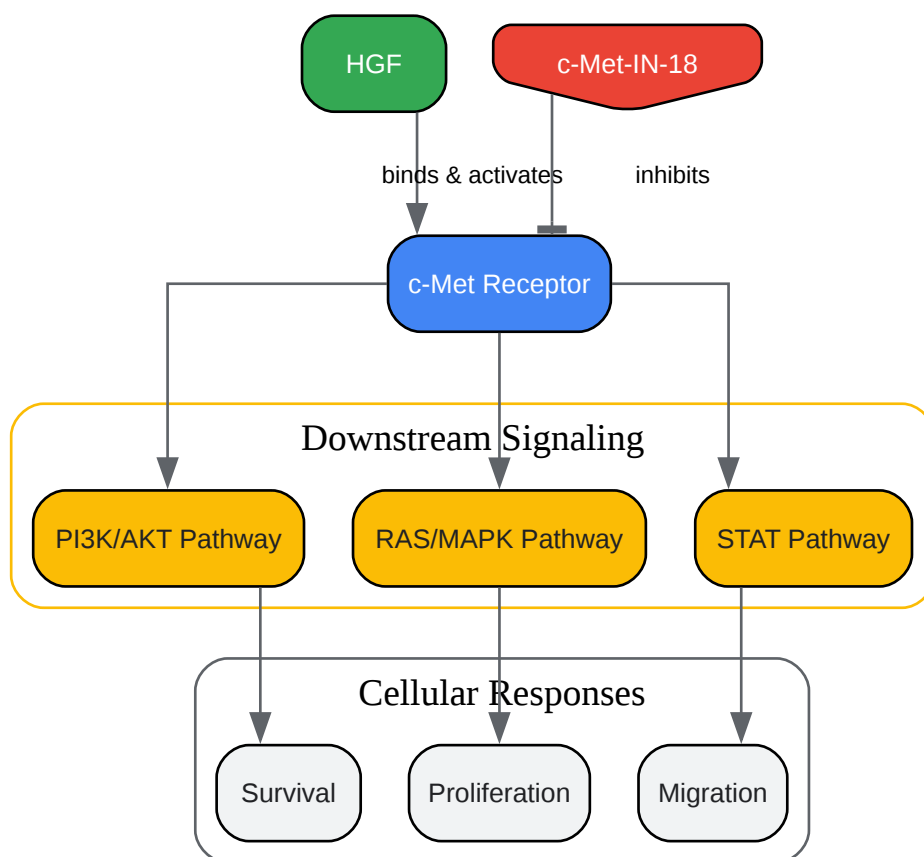 HGF
c-Met-IN-18
binds & activates
inhibits
c-Met Receptor
Downstream Signaling
PI3K/AKT Pathway
RAS/MAPK Pathway
STAT Pathway
Cellular Responses
Survival
Proliferation
Migration